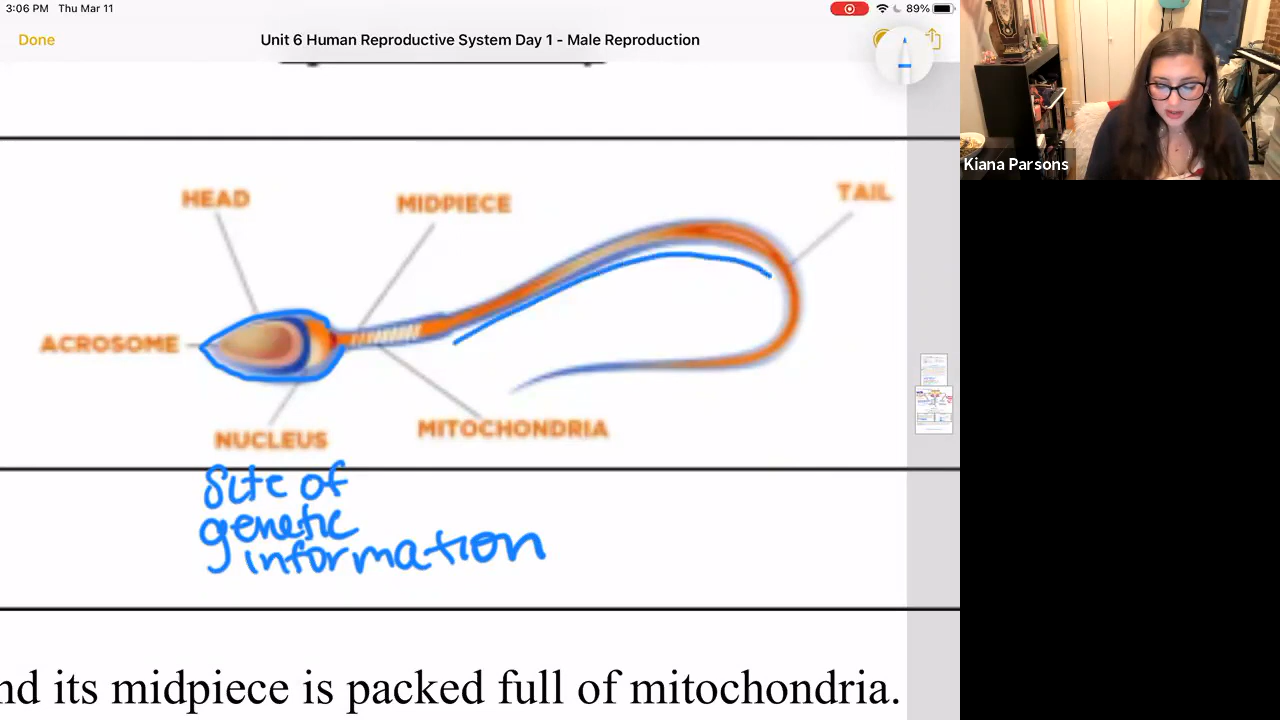 3:06 PM Thu Mar 11
89%
Done
Unit 6 Human Reproductive System Day 1 - Male Reproduction
Kiana Parsons
HEAD
MIDPIECE
TAIL
ACROSOME
NUCLEUS
MITOCHONDRIA
Site of
genetic
information
nd its midpiece is packed full of mitochondria.